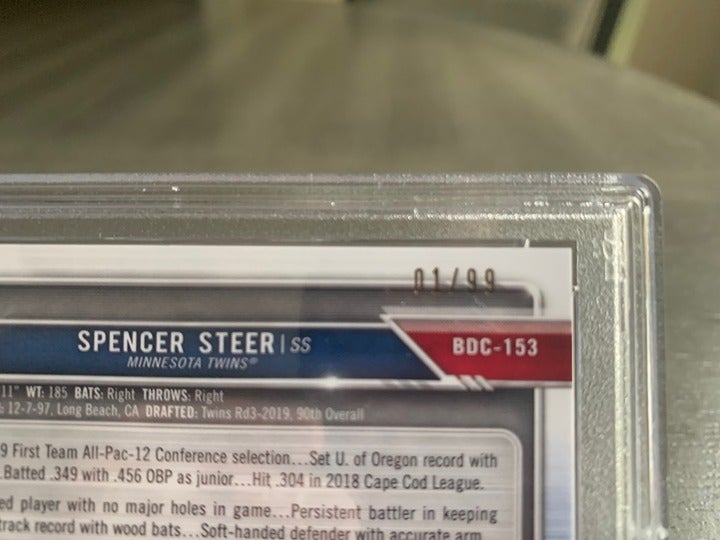 01/99
SPENCER STEER | SS
BDC-153
MINNESOTA TWINS®
11" WT: 185 BATS: Right THROWS: Right
: 12-7-97, Long Beach, CA DRAFTED: Twins Rd3-2019, 90th Overall
9 First Team All-Pac-12 Conference selection...Set U. of Oregon record with
Batted .349 with .456 OBP as junior...Hit .304 in 2018 Cape Cod League.
ed player with no major holes in game...Persistent battler in keeping
track record with wood bats...Soft-handed defender with accurate arm